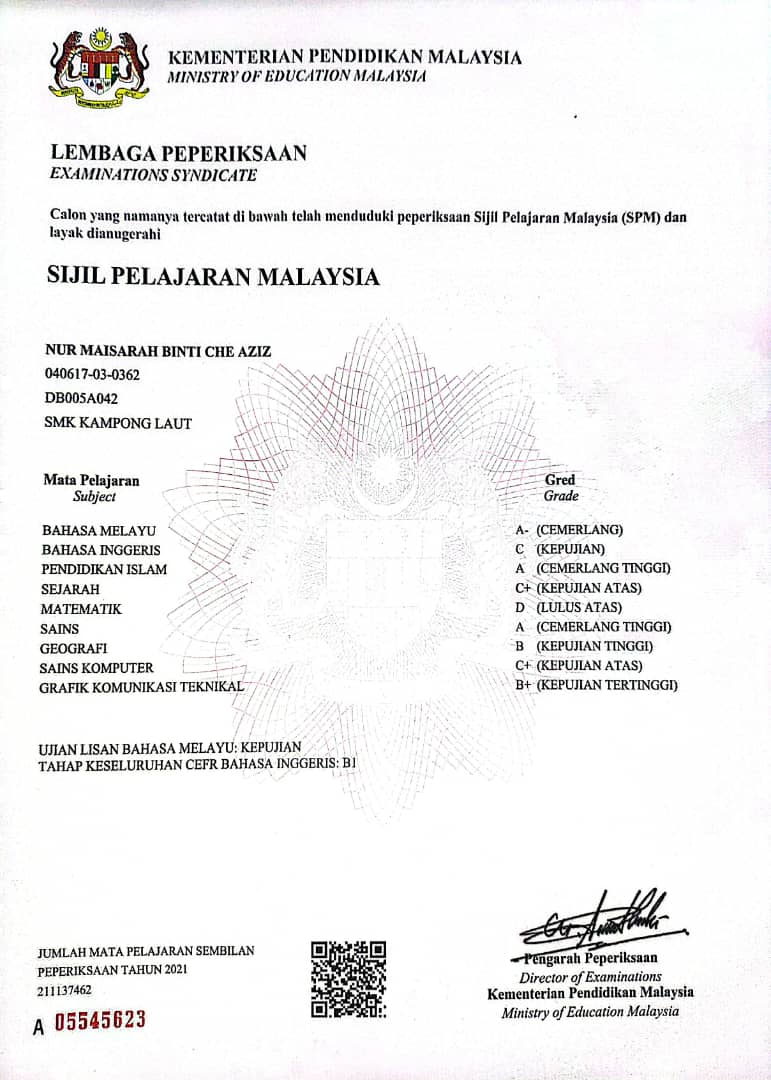 KEMENTERIAN PENDIDIKAN MALAYSIA
MINISTRY OF EDUCATION MALAYSIA
LEMBAGA PEPERIKSAAN
EXAMINATIONS SYNDICATE
Calon yang namanya tercatat di bawah telah menduduki peperiksaan Sijil Pelajaran Malaysia (SPM) dan
layak dianugerahi
SIJIL PELAJARAN MALAYSIA
NUR MAISARAH BINTI CHE AZIZ
040617-03-0362
DB005A042
SMK KAMPONG LAUT
Mata Pelajaran Gred
Subject Grade
BAHASA MELAYU A- (CEMERLANG)
BAHASA INGGERIS C (KEPUJIAN)
PENDIDIKAN ISLAM A (CEMERLANG TINGGI)
SEJARAH C+ (KEPUJIAN ATAS)
MATEMATIK D (LULUS ATAS)
SAINS A (CEMERLANG TINGGI)
GEOGRAFI B (KEPUJIAN TINGGI)
SAINS KOMPUTER C+ (KEPUJIAN ATAS)
GRAFIK KOMUNIKASI TEKNIKAL B+ (KEPUJIAN TERTINGGI)
UJIAN LISAN BAHASA MELAYU: KEPUJIAN
TAHAP KESELURUHAN CEFR BAHASA INGGERIS: B1
JUMLAH MATA PELAJARAN SEMBILAN
PEPERIKSAAN TAHUN 2021
211137462
A 05545623
Pengarah Peperiksaan
Director of Examinations
Kementerian Pendidikan Malaysia
Ministry of Education Malaysia